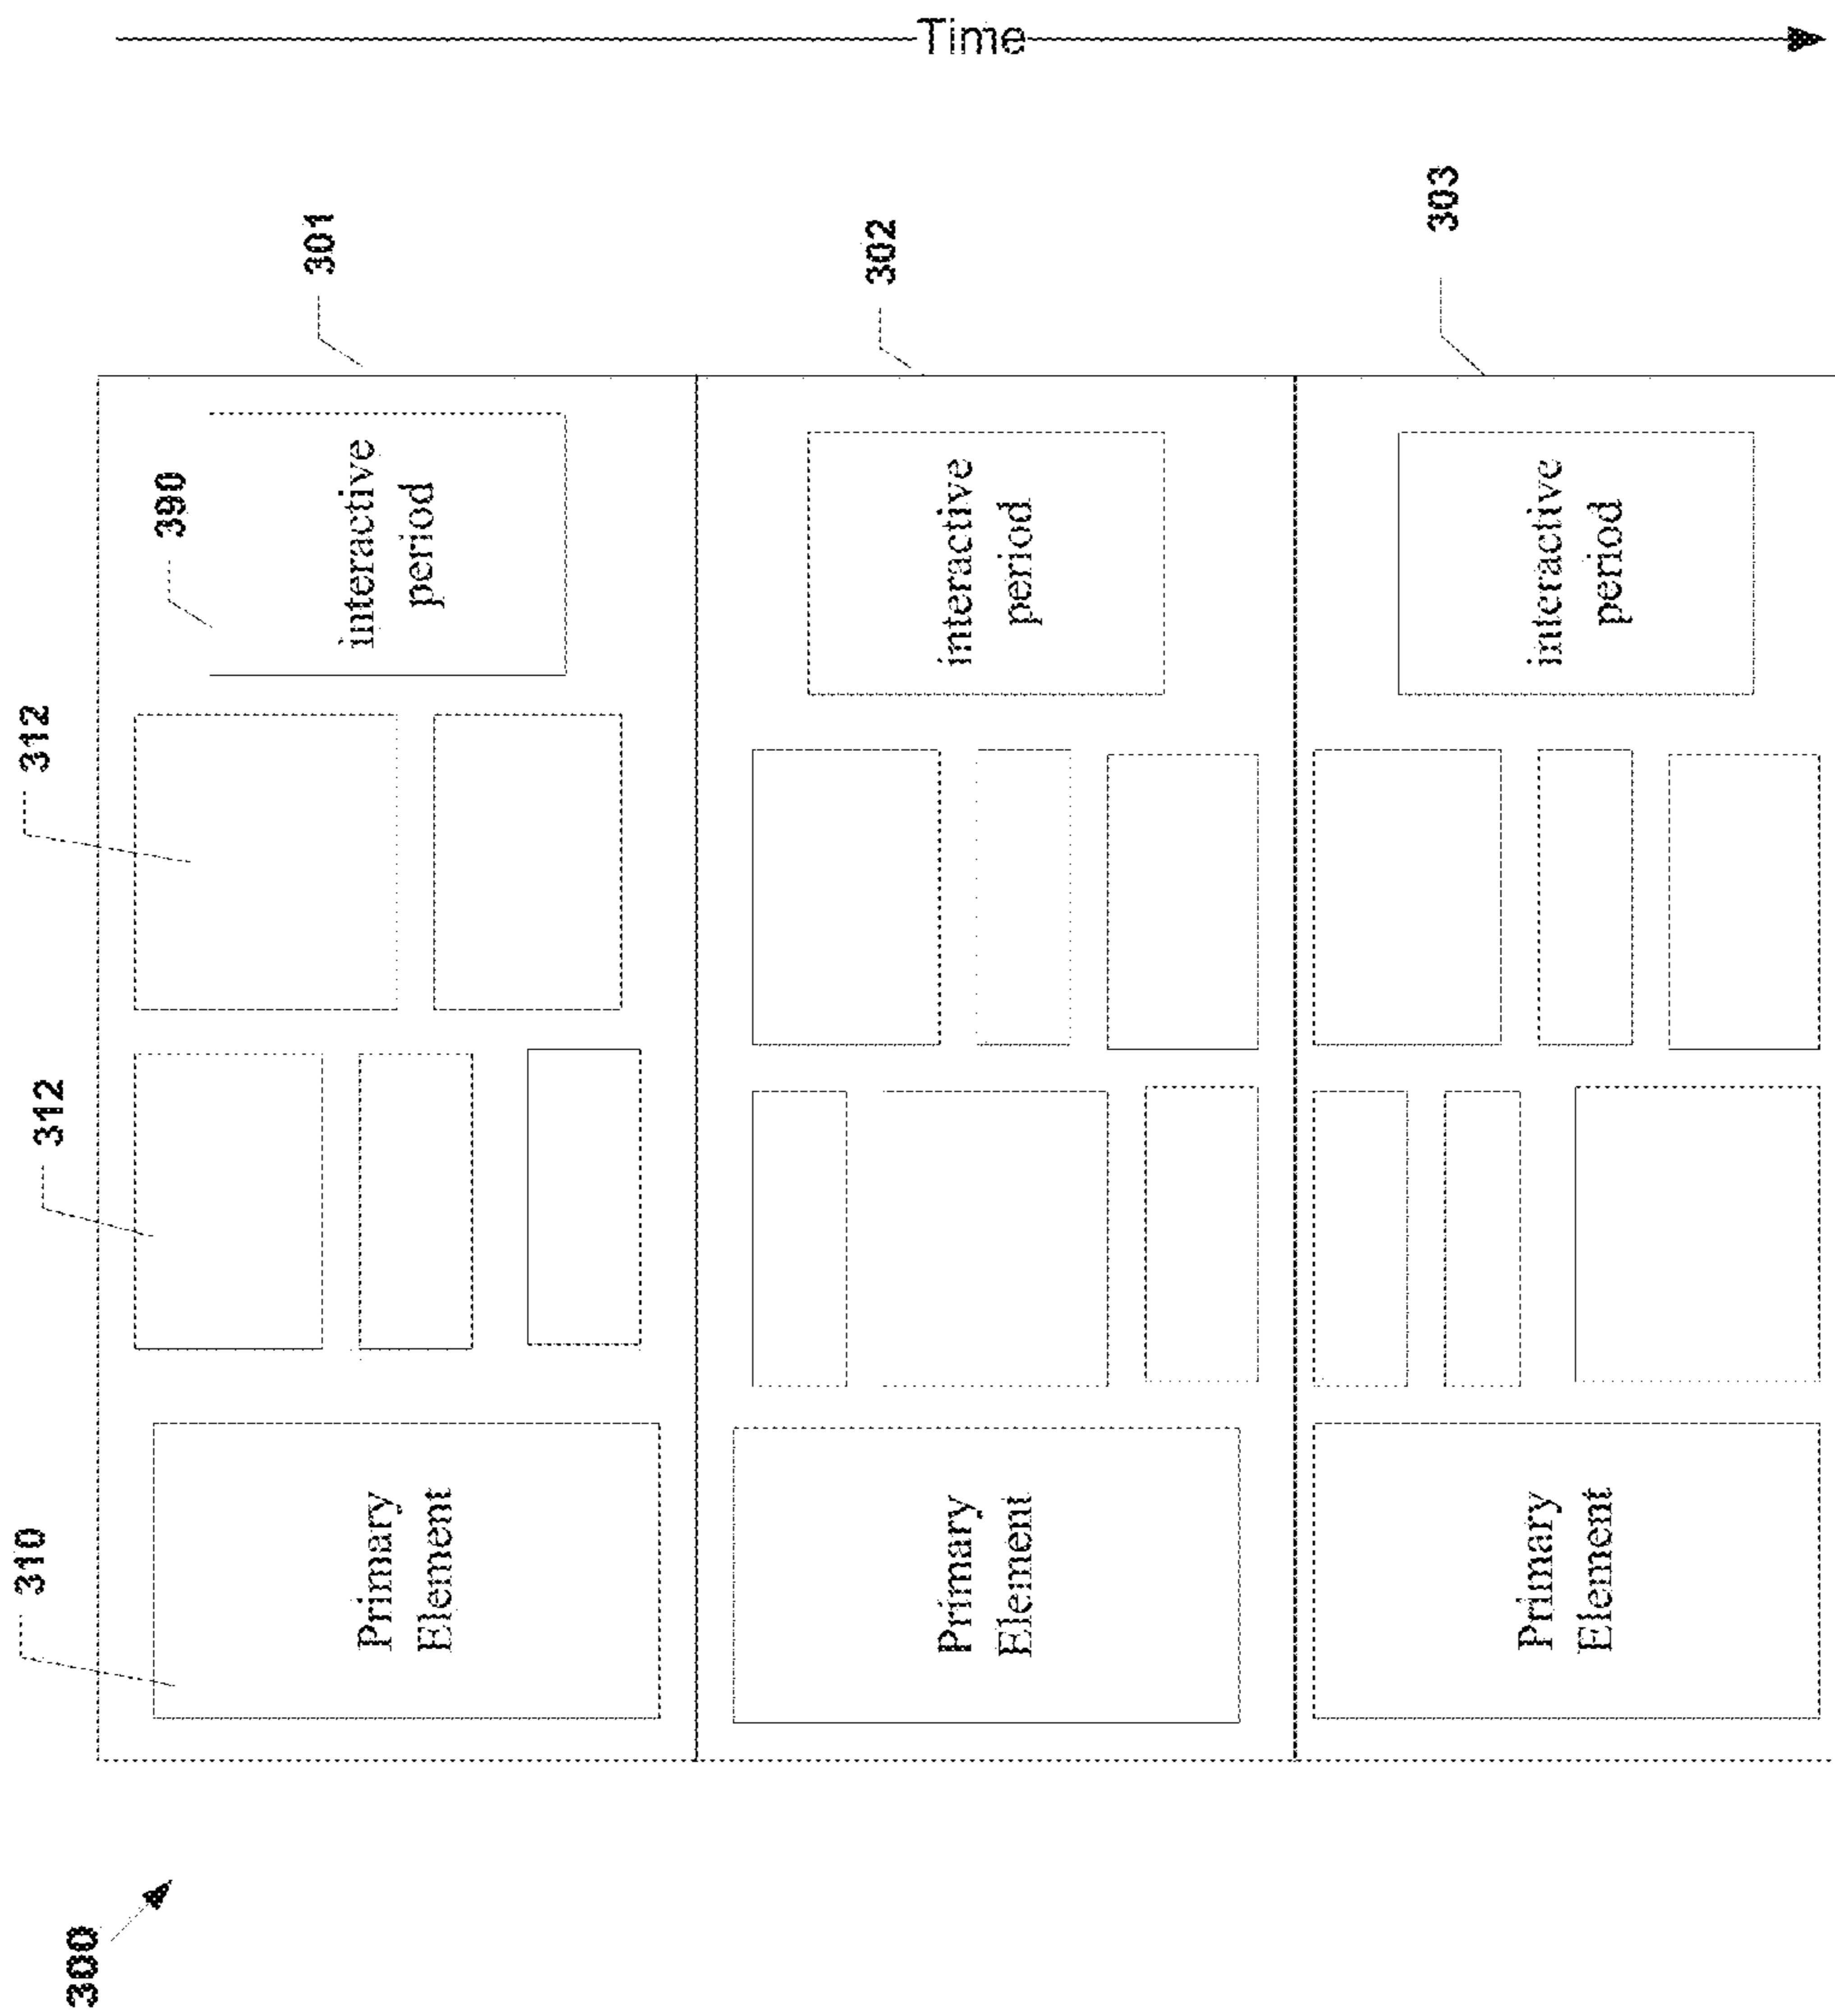 Time
301
302
303
390
interactive
period
interactive
period
interactive
period
312
312
310
Primary
Element
Primary
Element
Primary
Element
300